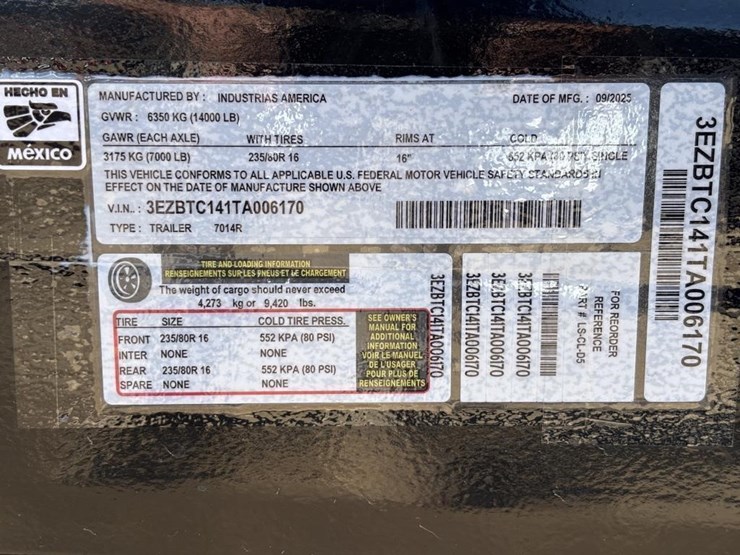 HECHO EN
México
MANUFACTURED BY : INDUSTRIAS AMERICA DATE OF MFG. : 09/2025
GVWR : 6350 KG (14000 LB)
GAWR (EACH AXLE) WITH TIRES RIMS AT COLD
3175 KG (7000 LB) 235/80R 16 16" 552 KPA (80 PSI) SINGLE
THIS VEHICLE CONFORMS TO ALL APPLICABLE U.S. FEDERAL MOTOR VEHICLE SAFETY STANDARDS IN
EFFECT ON THE DATE OF MANUFACTURE SHOWN ABOVE
V.I.N.. : 3EZBTC141TA006170
TYPE : TRAILER 7014R
TIRE AND LOADING INFORMATION
RENSEIGNEMENTS SUR LES PNEUS ET LE CHARGEMENT
The weight of cargo should never exceed
4,273 kg or 9,420 lbs.
TIRE SIZE COLD TIRE PRESS.
FRONT 235/80R 16 552 KPA (80 PSI)
INTER NONE NONE
REAR 235/80R 16 552 KPA (80 PSI)
SPARE NONE NONE
SEE OWNER'S
MANUAL FOR
ADDITIONAL
INFORMATION
VOIR LE MANUEL
DE L'USAGER
POUR PLUS DE
RENSEIGNEMENTS
3EZBTC141TA006170
3EZBTC141TA006170
3EZBTC141TA006170
3EZBTC141TA006170
FOR REORDER
REFERENCE
PART # LS-CL-D5
3EZBTC141TA006170